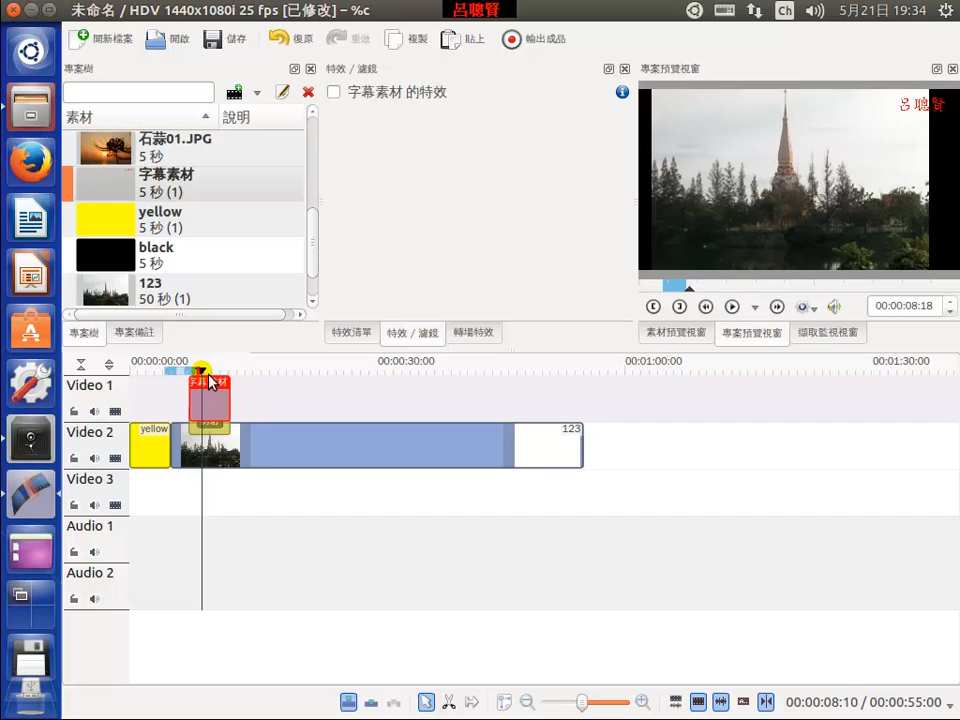 未命名 / HDV 1440x1080i 25 fps [已修改] – %c
呂聰賢
Ch
5月21日 19:34
開新檔案
開啟
儲存
復原
重做
複製
貼上
輸出成品
專案樹
特效 / 濾鏡
專案預覽視窗
字幕素材 的特效
呂聰賢
素材
說明
石蒜01.JPG
5 秒
字幕素材
5 秒 (1)
yellow
5 秒 (1)
black
5 秒
123
50 秒 (1)
00:00:08:18
專案樹
專案備註
特效清單
特效 / 濾鏡
轉場特效
素材預覽視窗
專案預覽視窗
擷取監視視窗
00:00:00:00
00:00:30:00
00:01:00:00
00:01:30:00
Video 1
Video 2
yellow
123
Video 3
Audio 1
Audio 2
00:00:08:10 / 00:00:55:00